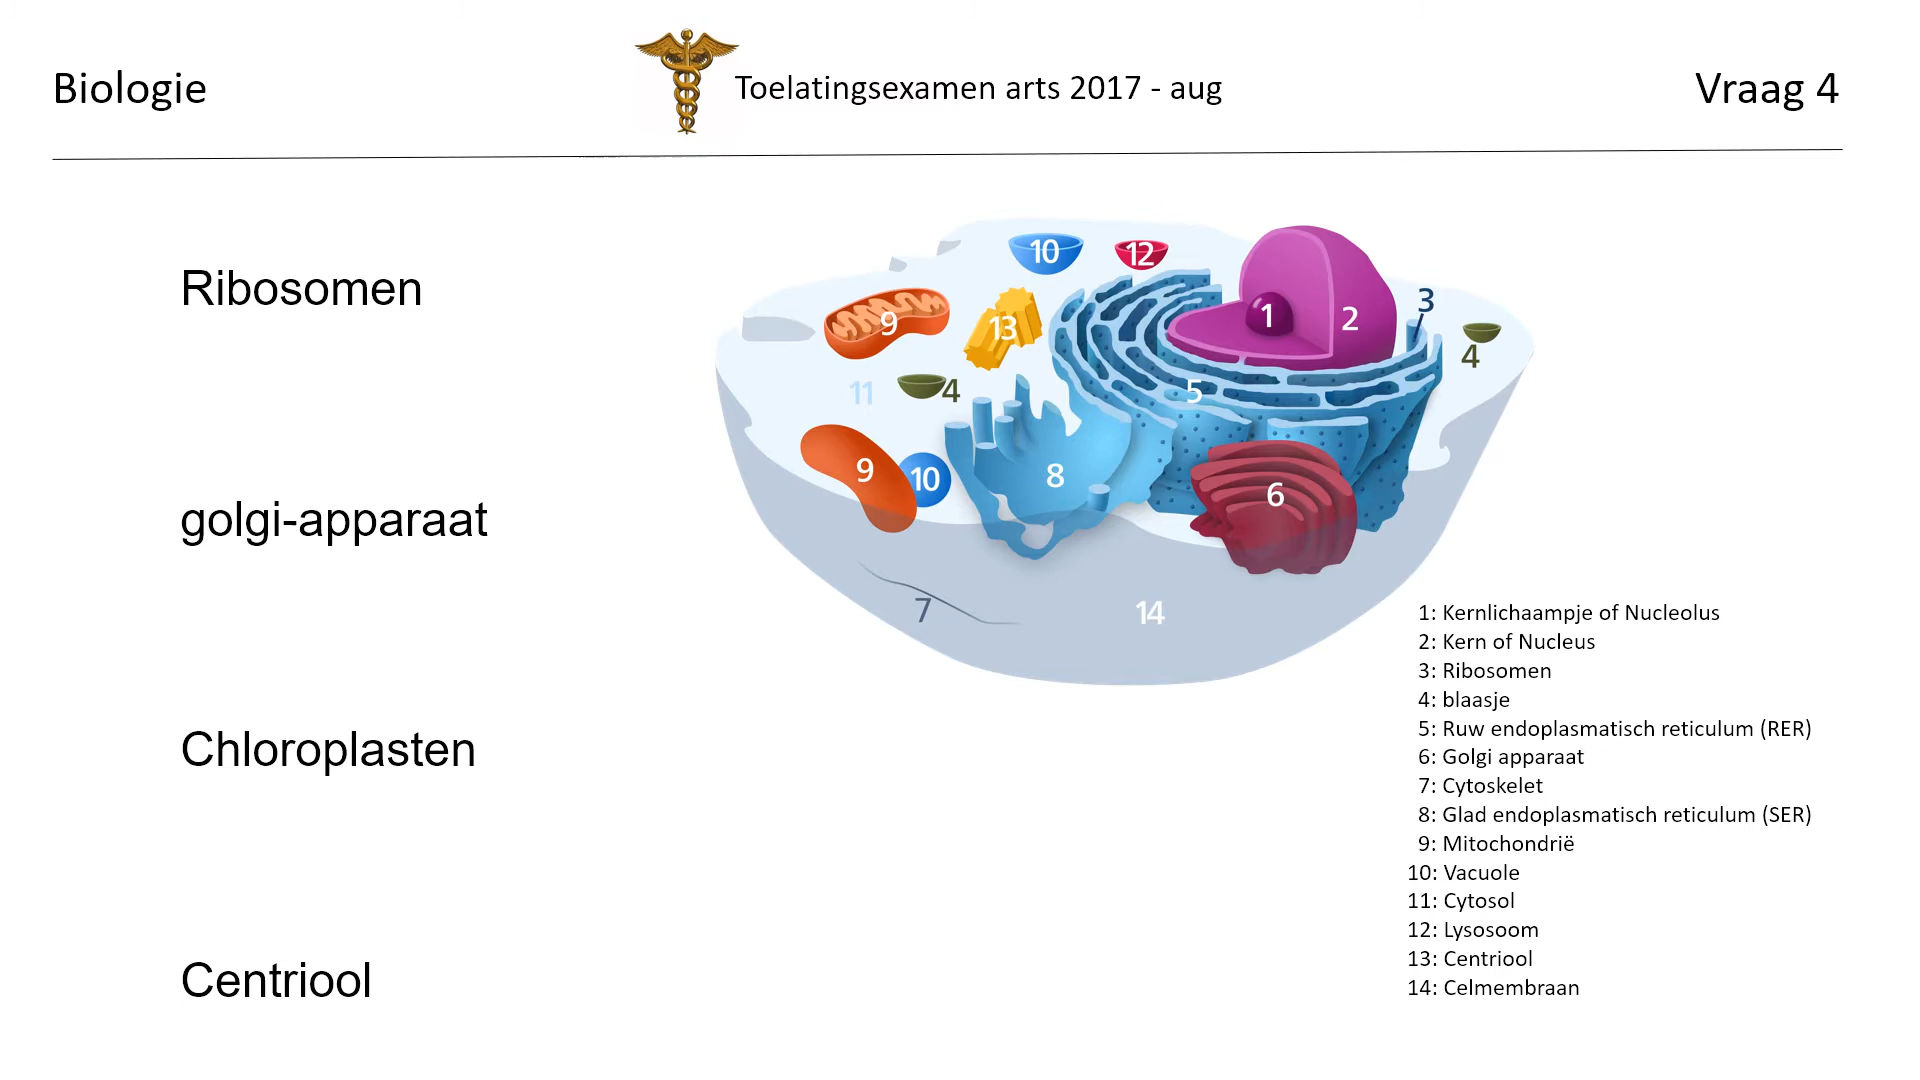 Biologie
Toelatingsexamen arts 2017 - aug
Vraag 4
Ribosomen
golgi-apparaat
Chloroplasten
Centriool
10
12
1
2
3
4
9
13
5
11
4
9
10
8
6
7
14
1: Kernlichaampje of Nucleolus
2: Kern of Nucleus
3: Ribosomen
4: blaasje
5: Ruw endoplasmatisch reticulum (RER)
6: Golgi apparaat
7: Cytoskelet
8: Glad endoplasmatisch reticulum (SER)
9: Mitochondrië
10: Vacuole
11: Cytosol
12: Lysosoom
13: Centriool
14: Celmembraan